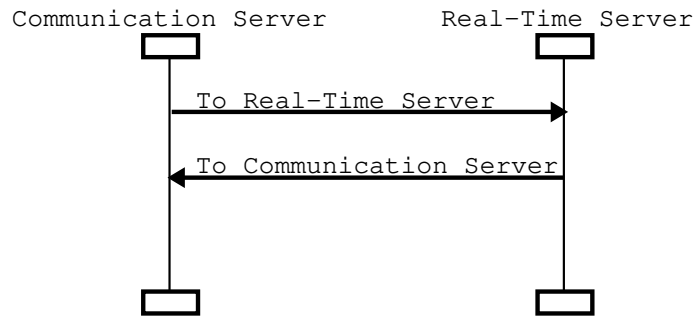 Communication Server
Real-Time Server
To Real-Time Server
To Communication Server